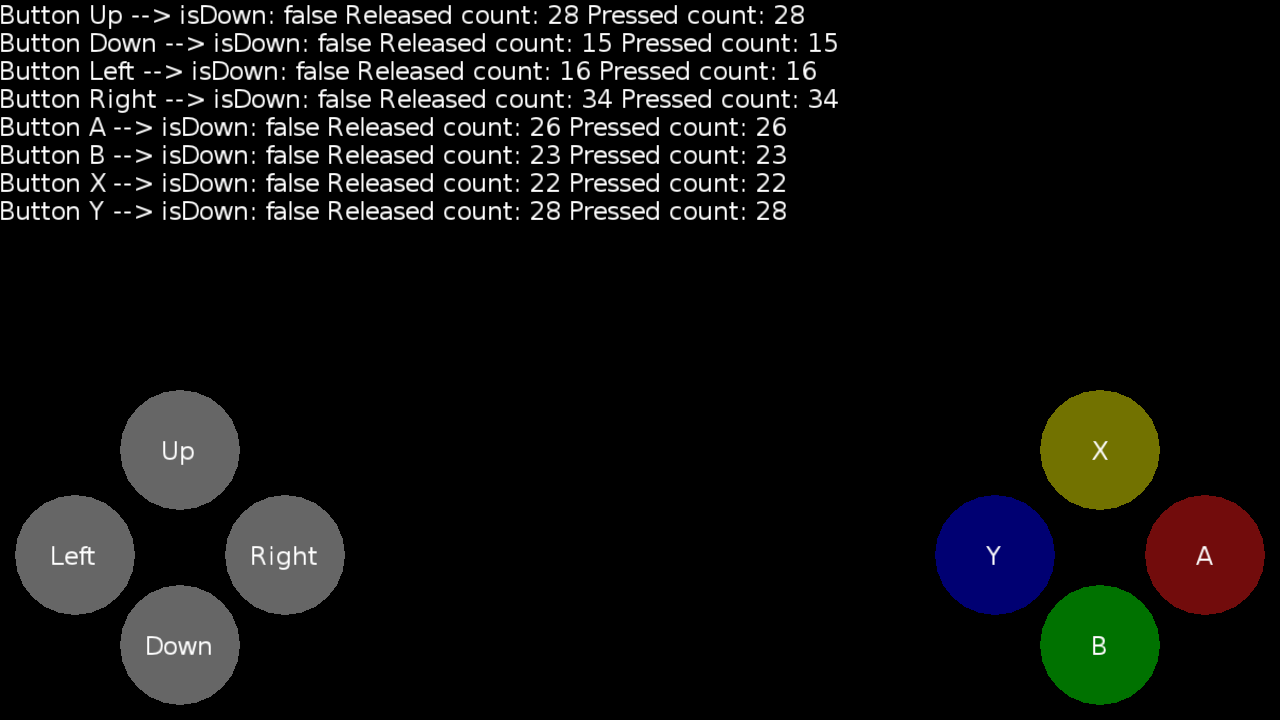 Button Up --> isDown: false Released count: 28 Pressed count: 28
Button Down --> isDown: false Released count: 15 Pressed count: 15
Button Left --> isDown: false Released count: 16 Pressed count: 16
Button Right --> isDown: false Released count: 34 Pressed count: 34
Button A --> isDown: false Released count: 26 Pressed count: 26
Button B --> isDown: false Released count: 23 Pressed count: 23
Button X --> isDown: false Released count: 22 Pressed count: 22
Button Y --> isDown: false Released count: 28 Pressed count: 28
Up
Left
Right
Down
X
Y
A
B